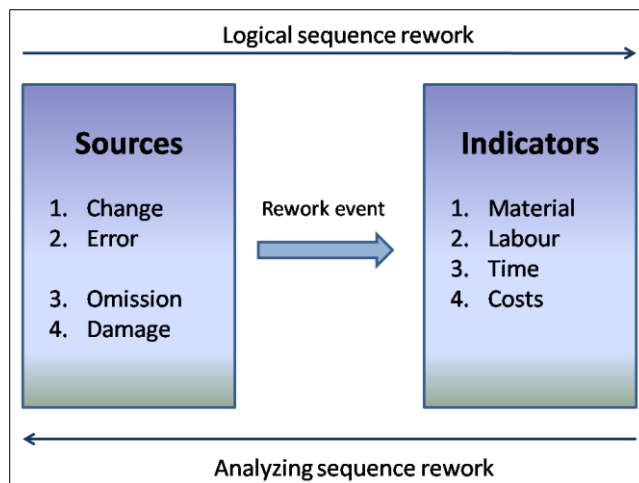 Logical sequence rework
Sources
1. Change
2. Error
3. Omission
4. Damage
Rework event
Indicators
1. Material
2. Labour
3. Time
4. Costs
Analyzing sequence rework